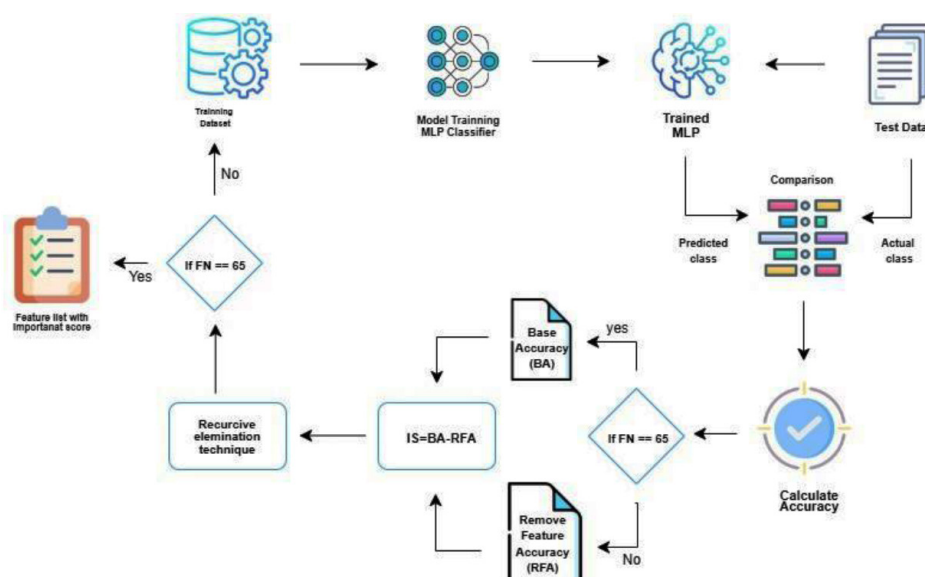 Trainning
Dataset
Model Trainning
MLP Classifier
Trained
MLP
Test Data
No
Comparison
Predicted
class
Actual
class
If FN == 65
Yes
Feature list with
Importanat score
Base
Accuracy
(BA)
yes
Recurcive
elemination
technique
IS=BA-RFA
If FN == 65
Calculate
Accuracy
Remove
Feature
Accuracy
(RFA)
No